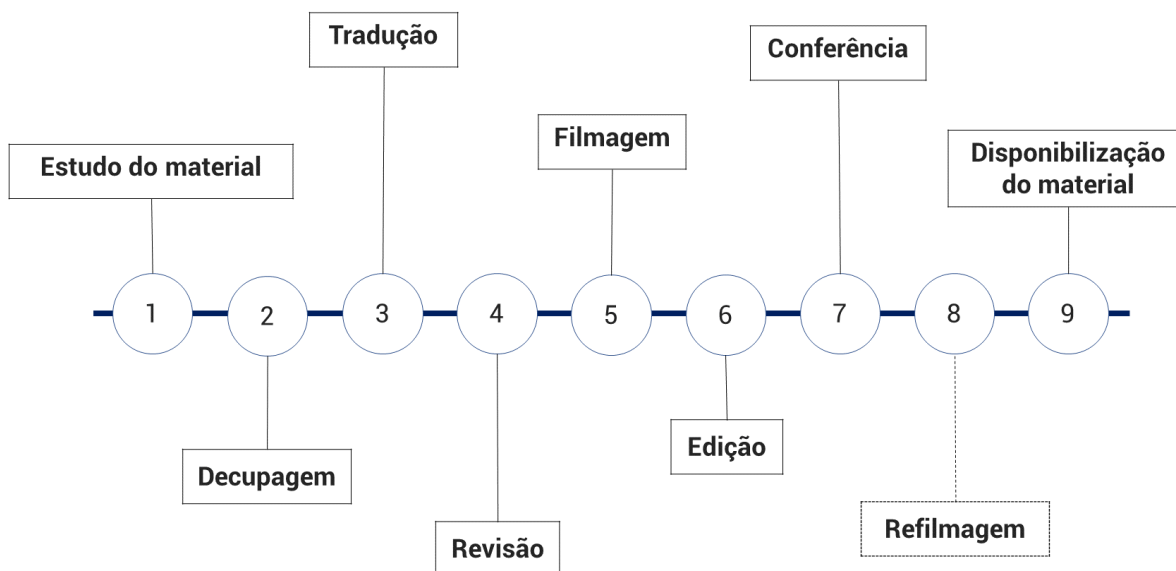 Tradução
Conferência
Filmagem
Estudo do material
Disponibilização
do material
1
2
3
4
5
6
7
8
9
Decupagem
Edição
Revisão
Refilmagem